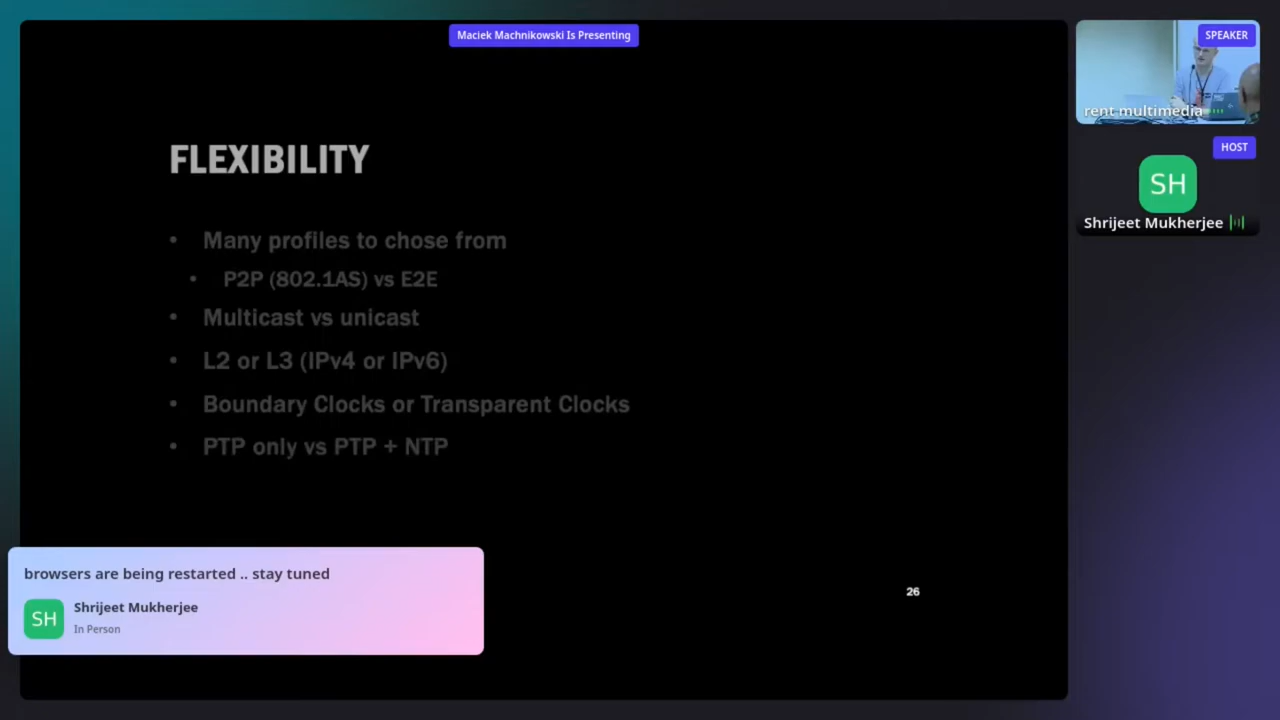 Maciek Machnikowski Is Presenting
SPEAKER
rent multimedia
HOST
SH
Shrijeet Mukherjee
FLEXIBILITY
• Many profiles to chose from
• P2P (802.1AS) vs E2E
• Multicast vs unicast
• L2 or L3 (IPv4 or IPv6)
• Boundary Clocks or Transparent Clocks
• PTP only vs PTP + NTP
26
browsers are being restarted .. stay tuned
SH
Shrijeet Mukherjee
In Person